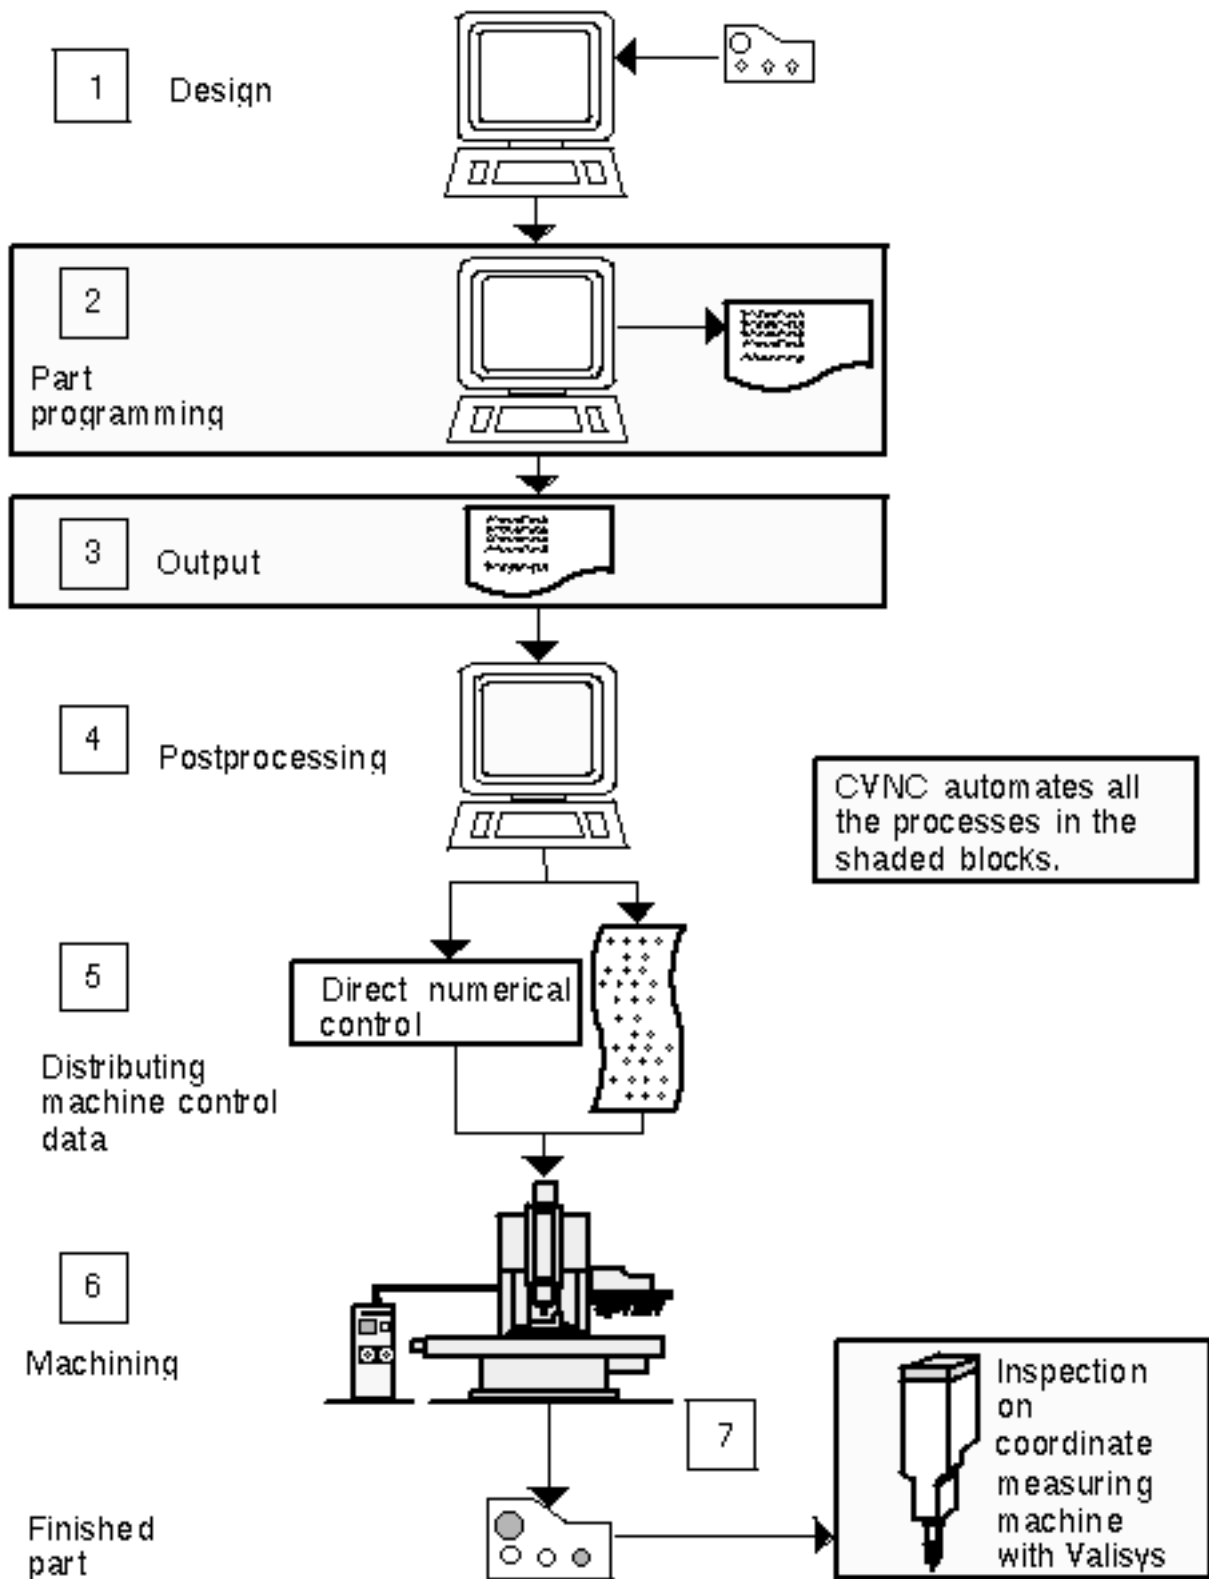 1
Design
2
Part
programming
3
Output
4
Postprocessing
CVNC automates all
the processes in the
shaded blocks.
5
Direct numerical
control
Distributing
machine control
data
6
Machining
7
Inspection
on
coordinate
measuring
machine
with Valisys
Finished
part